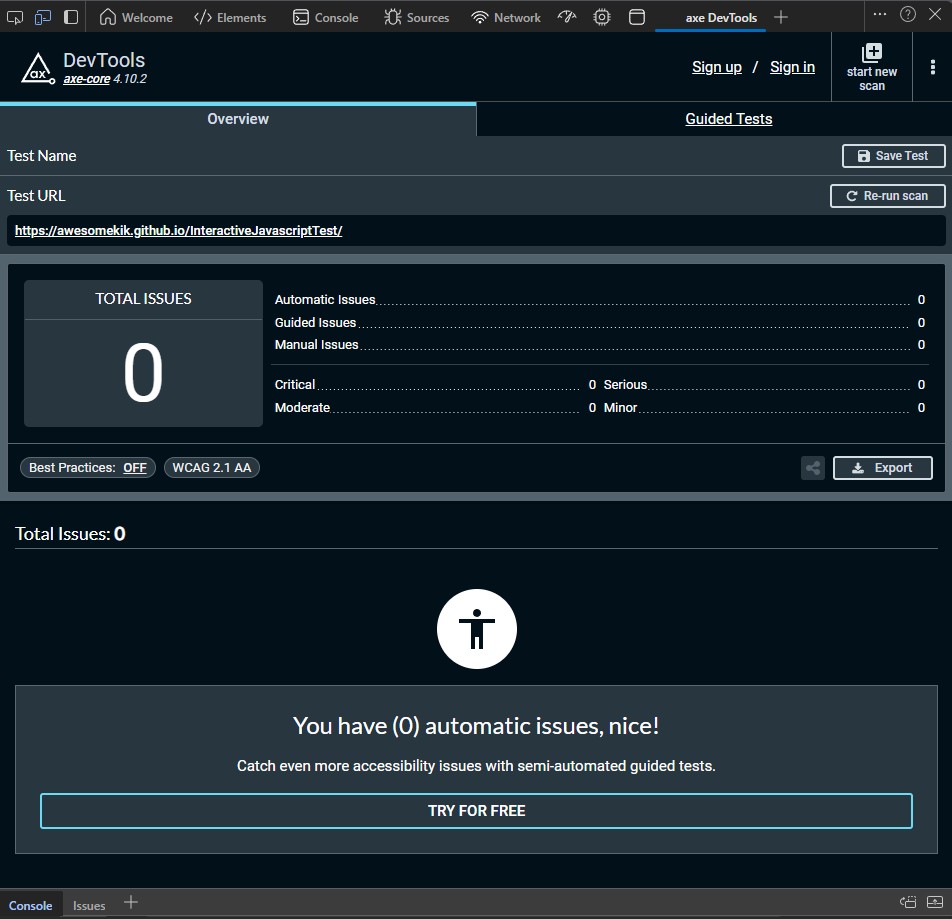 Welcome Elements Console Sources Network axe DevTools
ax DevTools
axe-core 4.10.2
Sign up / Sign in
start new
scan
Overview Guided Tests
Test Name Save Test
Test URL Re-run scan
https://awesomekik.github.io/InteractiveJavascriptTest/
TOTAL ISSUES
0
Automatic Issues 0
Guided Issues 0
Manual Issues 0
Critical 0 Serious 0
Moderate 0 Minor 0
Best Practices: OFF WCAG 2.1 AA Export
Total Issues: 0
You have (0) automatic issues, nice!
Catch even more accessibility issues with semi-automated guided tests.
TRY FOR FREE
Console Issues